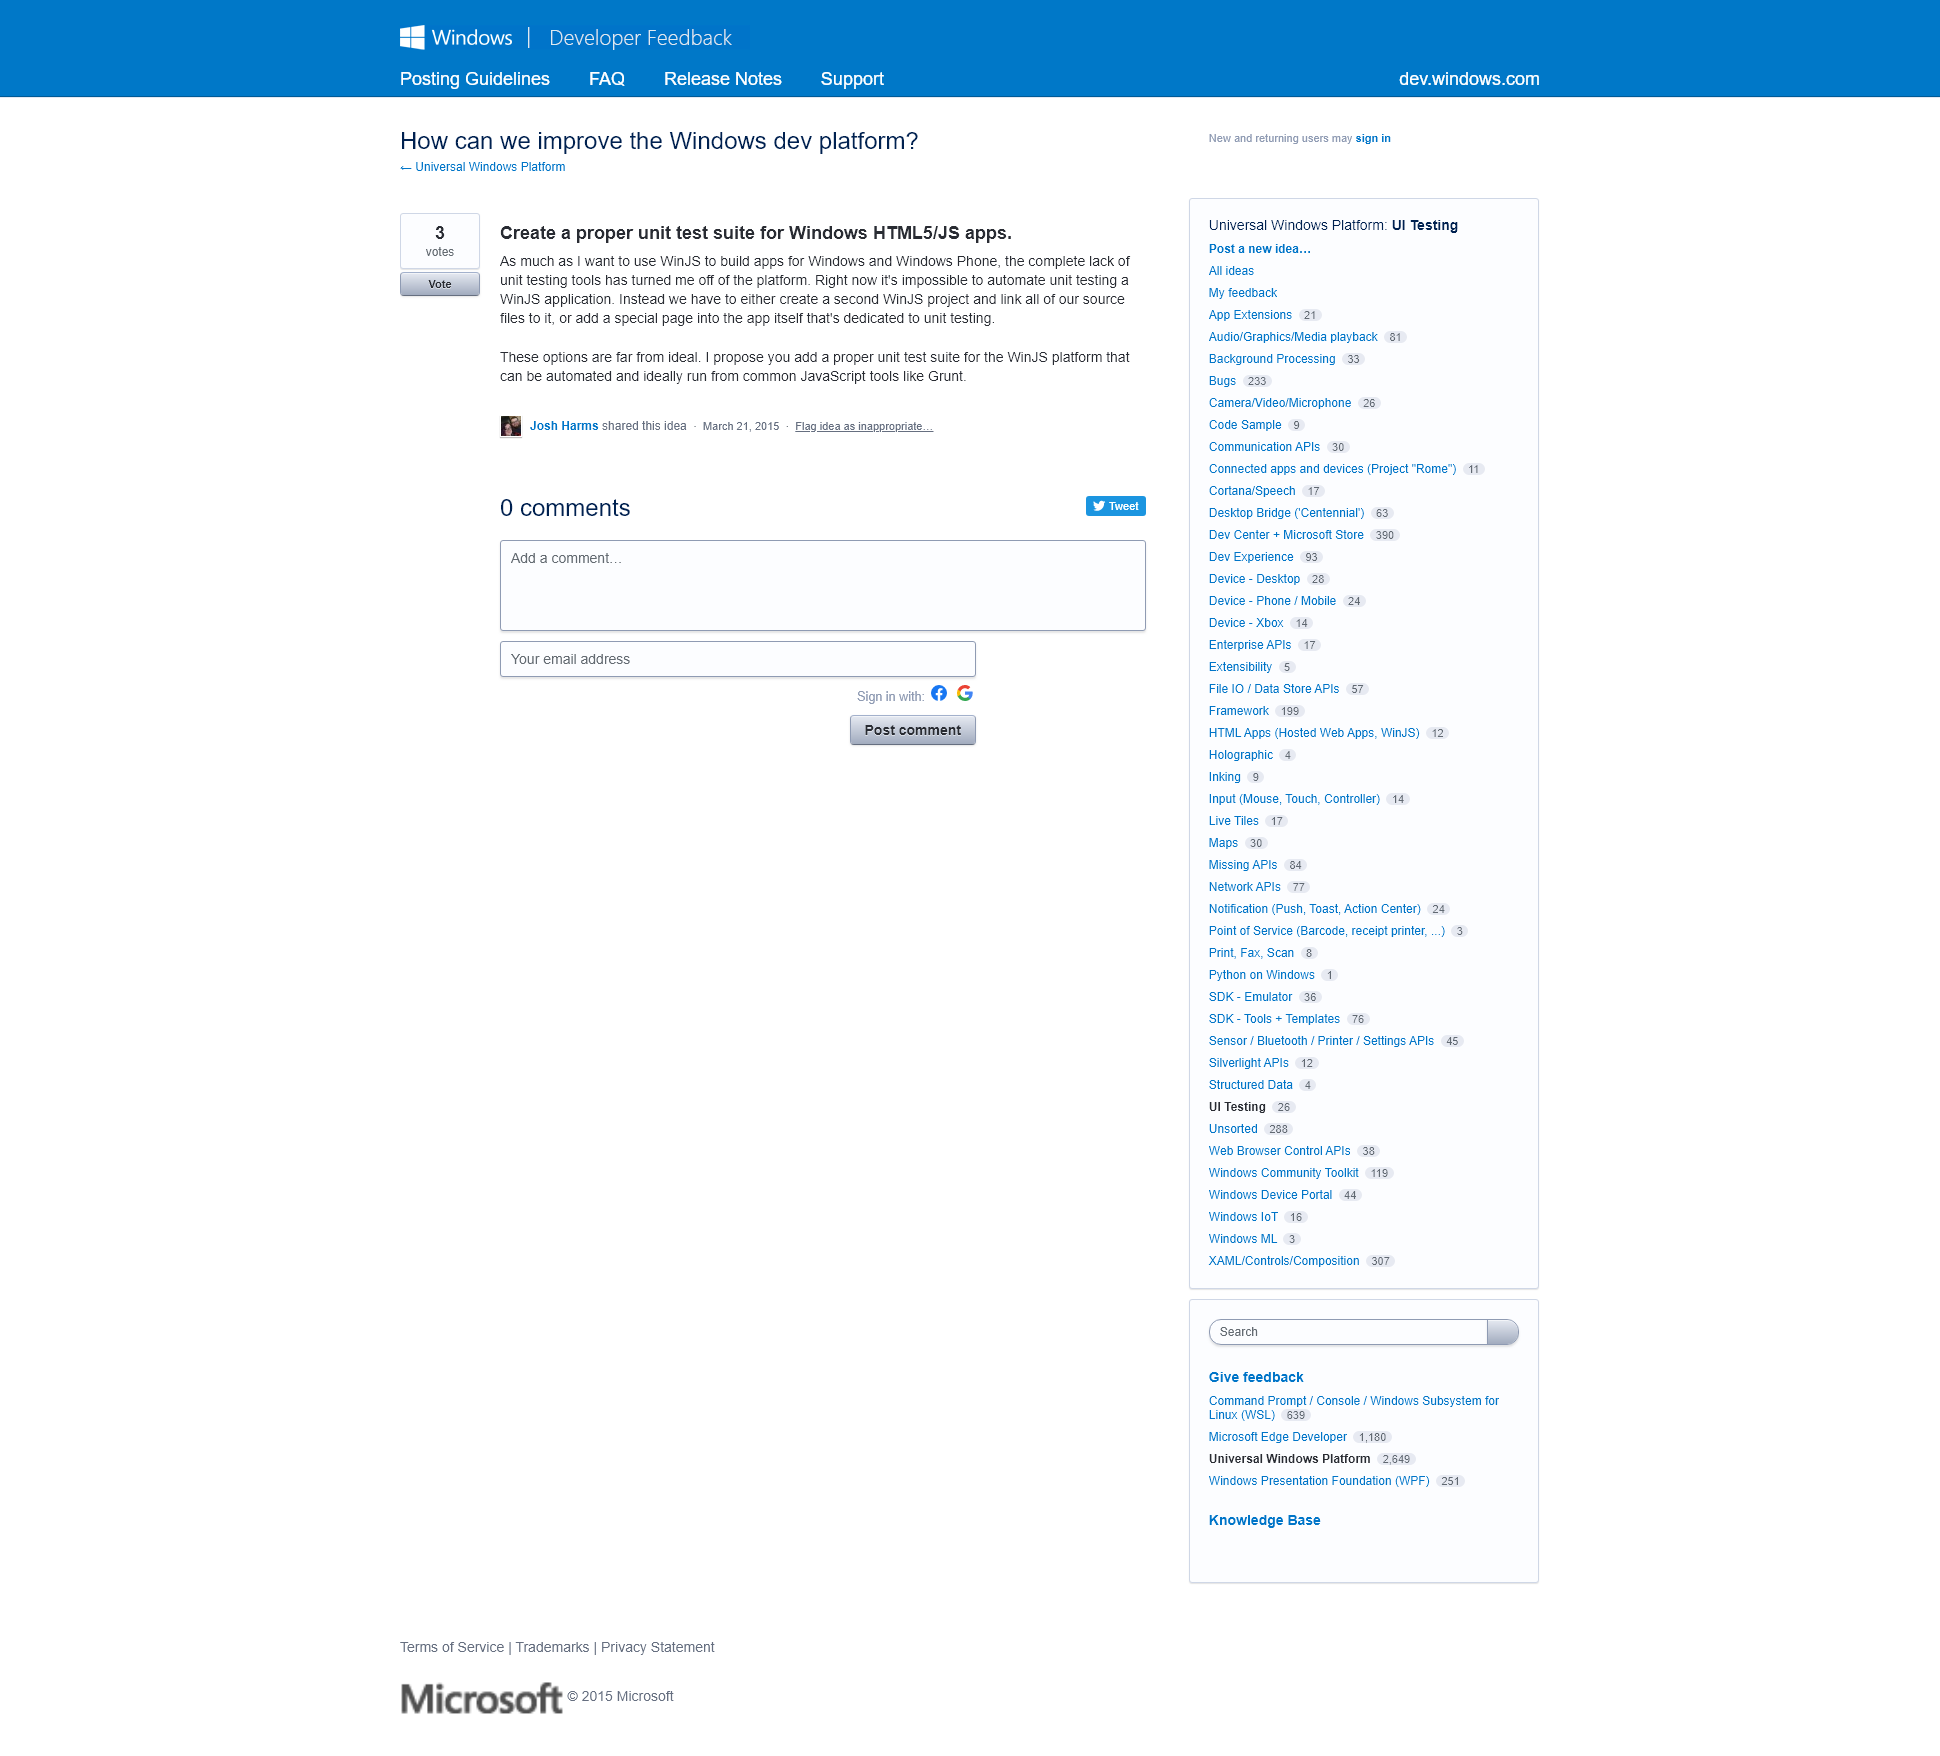 Windows | Developer Feedback
Posting Guidelines FAQ Release Notes Support dev.windows.com
How can we improve the Windows dev platform?
← Universal Windows Platform
New and returning users may sign in
3
votes
Vote
Create a proper unit test suite for Windows HTML5/JS apps.
As much as I want to use WinJS to build apps for Windows and Windows Phone, the complete lack of
unit testing tools has turned me off of the platform. Right now it's impossible to automate unit testing a
WinJS application. Instead we have to either create a second WinJS project and link all of our source
files to it, or add a special page into the app itself that's dedicated to unit testing.
These options are far from ideal. I propose you add a proper unit test suite for the WinJS platform that
can be automated and ideally run from common JavaScript tools like Grunt.
Josh Harms shared this idea · March 21, 2015 · Flag idea as inappropriate…
0 comments
Tweet
Add a comment…
Your email address
Sign in with:
Post comment
Universal Windows Platform: UI Testing
Post a new idea…
All ideas
My feedback
App Extensions 21
Audio/Graphics/Media playback 81
Background Processing 33
Bugs 233
Camera/Video/Microphone 26
Code Sample 9
Communication APIs 30
Connected apps and devices (Project "Rome") 11
Cortana/Speech 17
Desktop Bridge ('Centennial') 63
Dev Center + Microsoft Store 390
Dev Experience 93
Device - Desktop 28
Device - Phone / Mobile 24
Device - Xbox 14
Enterprise APIs 17
Extensibility 5
File IO / Data Store APIs 57
Framework 199
HTML Apps (Hosted Web Apps, WinJS) 12
Holographic 4
Inking 9
Input (Mouse, Touch, Controller) 14
Live Tiles 17
Maps 30
Missing APIs 84
Network APIs 77
Notification (Push, Toast, Action Center) 24
Point of Service (Barcode, receipt printer, ...) 3
Print, Fax, Scan 8
Python on Windows 1
SDK - Emulator 36
SDK - Tools + Templates 76
Sensor / Bluetooth / Printer / Settings APIs 45
Silverlight APIs 12
Structured Data 4
UI Testing 26
Unsorted 288
Web Browser Control APIs 38
Windows Community Toolkit 119
Windows Device Portal 44
Windows IoT 16
Windows ML 3
XAML/Controls/Composition 307
Search
Give feedback
Command Prompt / Console / Windows Subsystem for
Linux (WSL) 639
Microsoft Edge Developer 1,180
Universal Windows Platform 2,649
Windows Presentation Foundation (WPF) 251
Knowledge Base
Terms of Service | Trademarks | Privacy Statement
Microsoft © 2015 Microsoft